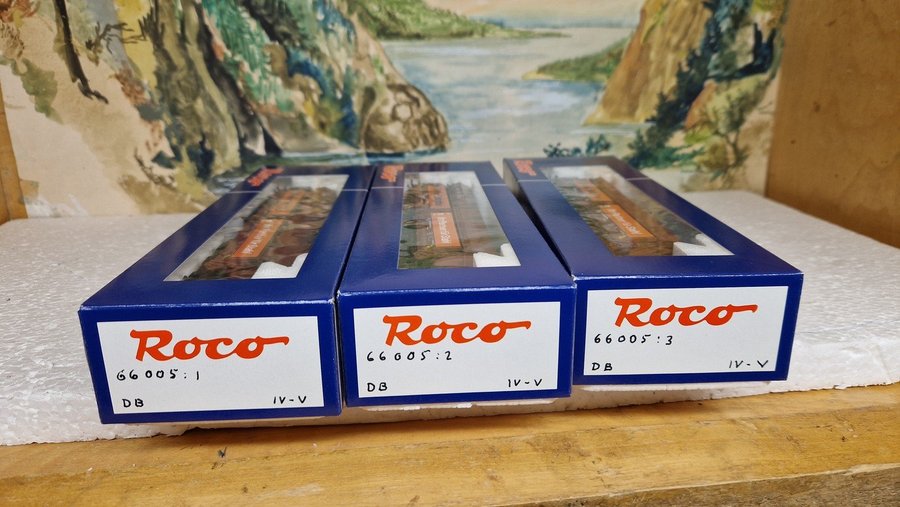 Roco
66005:1
DB IV-V
Roco
66005:2
DB IV-V
Roco
66005:3
DB IV-V